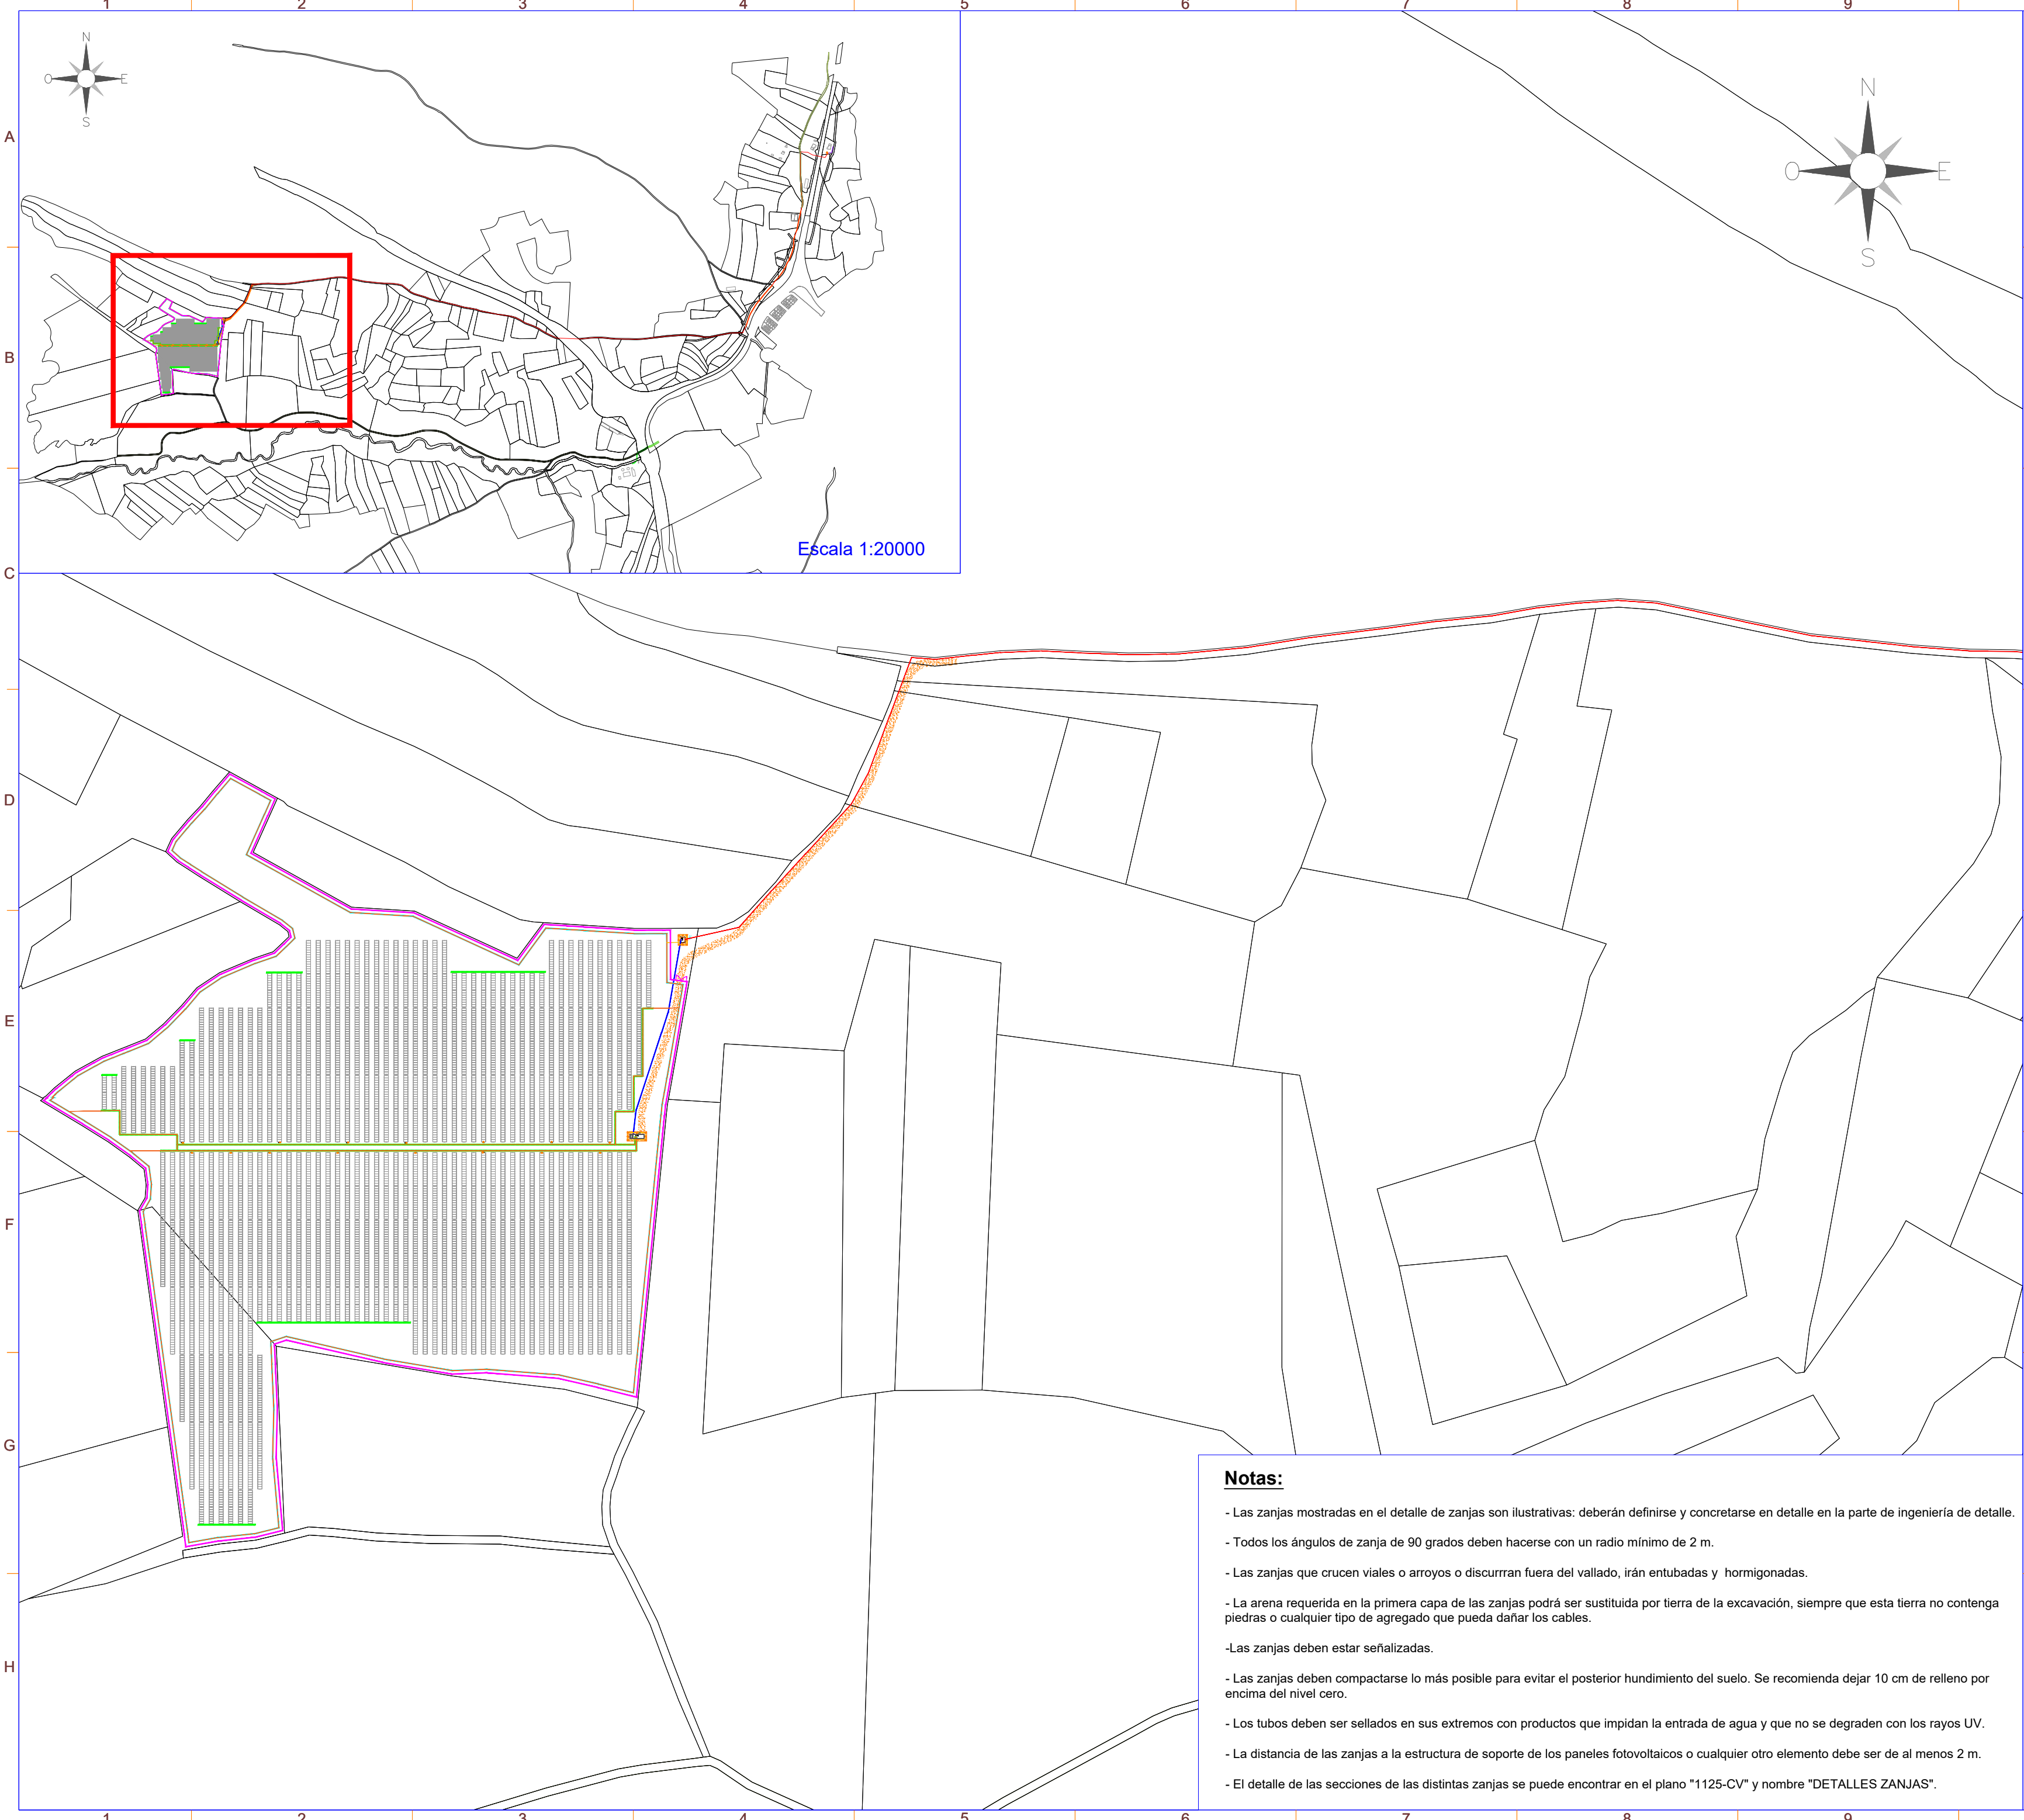 1 2 3 4 5 6 7 8 9
N
O E
S
N
O E
S
A
B
C
D
E
F
G
H
Escala 1:20000
Notas:
- Las zanjas mostradas en el detalle de zanjas son ilustrativas: deberán definirse y concretarse en detalle en la parte de ingeniería de detalle.
- Todos los ángulos de zanja de 90 grados deben hacerse con un radio mínimo de 2 m.
- Las zanjas que crucen viales o arroyos o discurrran fuera del vallado, irán entubadas y hormigonadas.
- La arena requerida en la primera capa de las zanjas podrá ser sustituida por tierra de la excavación, siempre que esta tierra no contenga
piedras o cualquier tipo de agregado que pueda dañar los cables.
-Las zanjas deben estar señalizadas.
- Las zanjas deben compactarse lo más posible para evitar el posterior hundimiento del suelo. Se recomienda dejar 10 cm de relleno por
encima del nivel cero.
- Los tubos deben ser sellados en sus extremos con productos que impidan la entrada de agua y que no se degraden con los rayos UV.
- La distancia de las zanjas a la estructura de soporte de los paneles fotovoltaicos o cualquier otro elemento debe ser de al menos 2 m.
- El detalle de las secciones de las distintas zanjas se puede encontrar en el plano "1125-CV" y nombre "DETALLES ZANJAS".
1 2 3 4 5 6 7 8 9